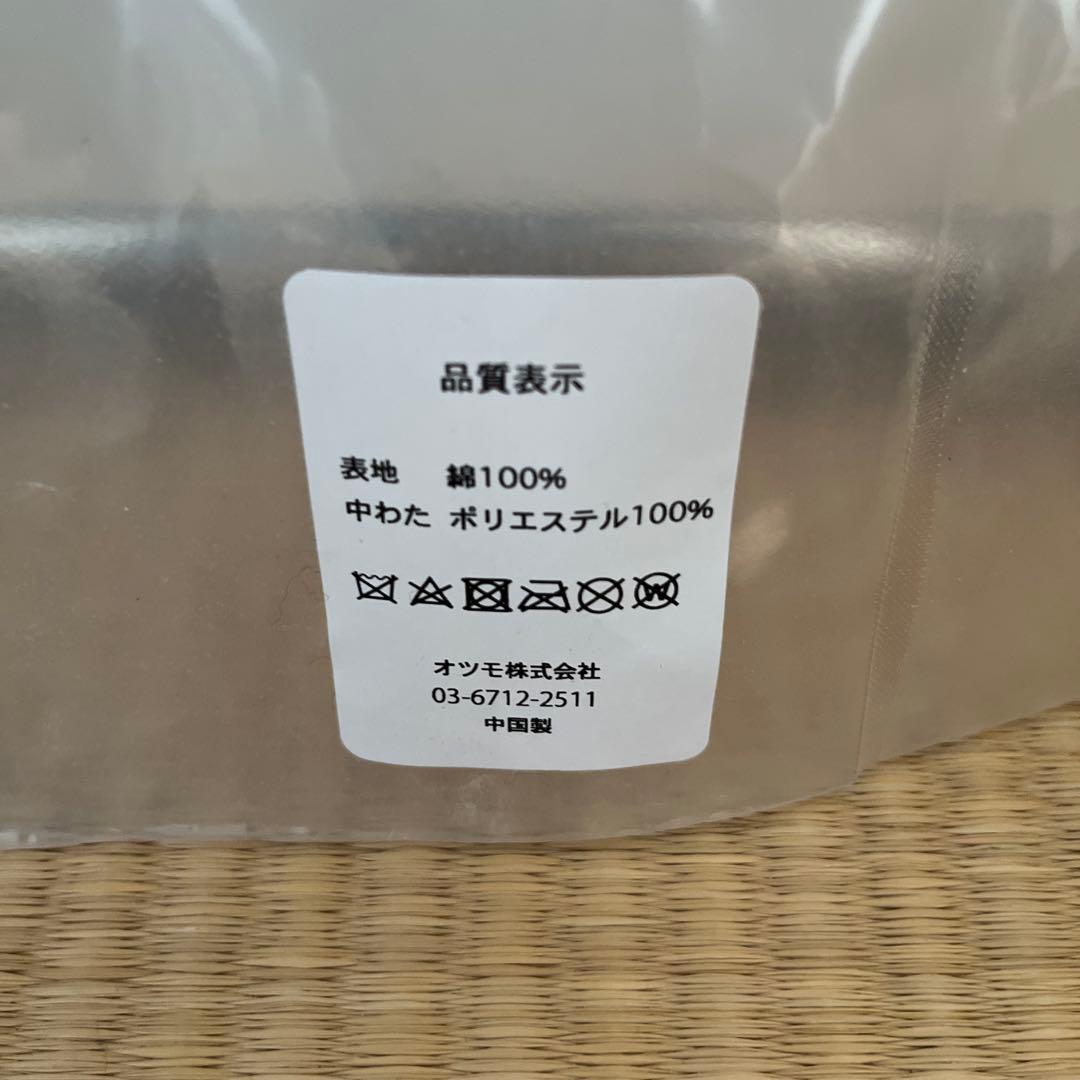 品質表示
表地 綿100%
中わた ポリエステル100%
W
オツモ株式会社
03-6712-2511
中国製